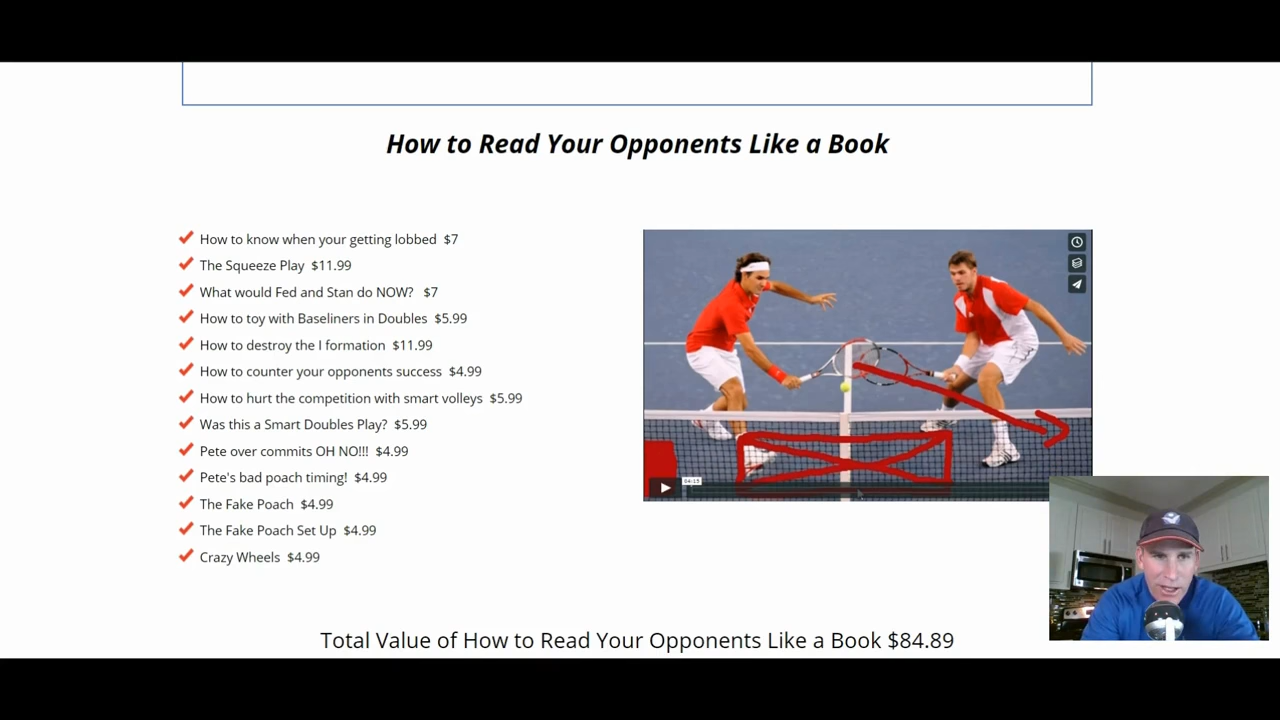 How to Read Your Opponents Like a Book
How to know when your getting lobbed $7
The Squeeze Play $11.99
What would Fed and Stan do NOW? $7
How to toy with Baseliners in Doubles $5.99
How to destroy the I formation $11.99
How to counter your opponents success $4.99
How to hurt the competition with smart volleys $5.99
Was this a Smart Doubles Play? $5.99
Pete over commits OH NO!!! $4.99
Pete's bad poach timing! $4.99
The Fake Poach $4.99
The Fake Poach Set Up $4.99
Crazy Wheels $4.99
04:15
Total Value of How to Read Your Opponents Like a Book $84.89